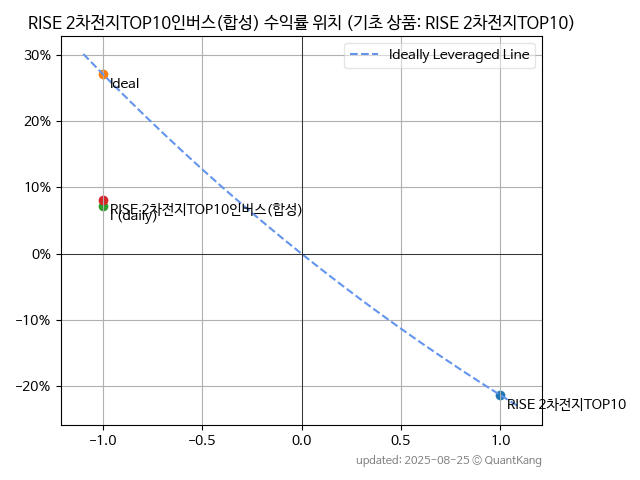 RISE 2차전지TOP10인버스(합성) 수익률 위치 (기초 상품: RISE 2차전지TOP10)
Ideally Leveraged Line
30%
20%
10%
0%
−10%
−20%
Ideal
RISE 2차전지TOP10인버스(합성)
I (daily)
RISE 2차전지TOP10
−1.0
−0.5
0.0
0.5
1.0
updated: 2025-08-25 © QuantKang